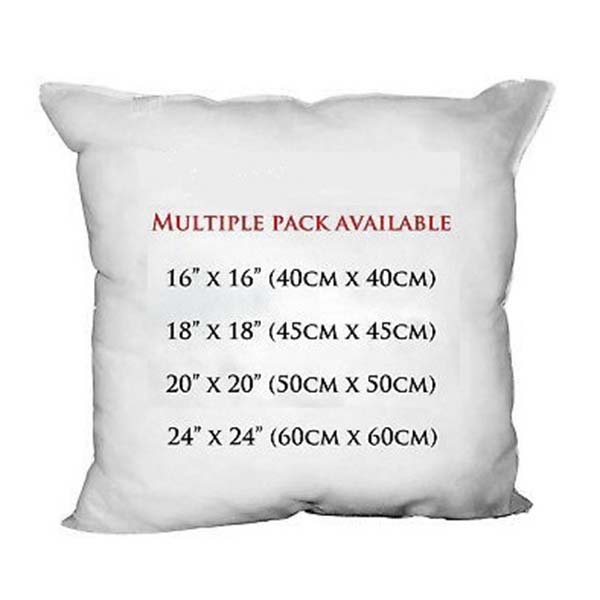 MULTIPLE PACK AVAILABLE
16” X 16” (40CM X 40CM)
18” X 18” (45CM X 45CM)
20” X 20” (50CM X 50CM)
24” X 24” (60CM X 60CM)